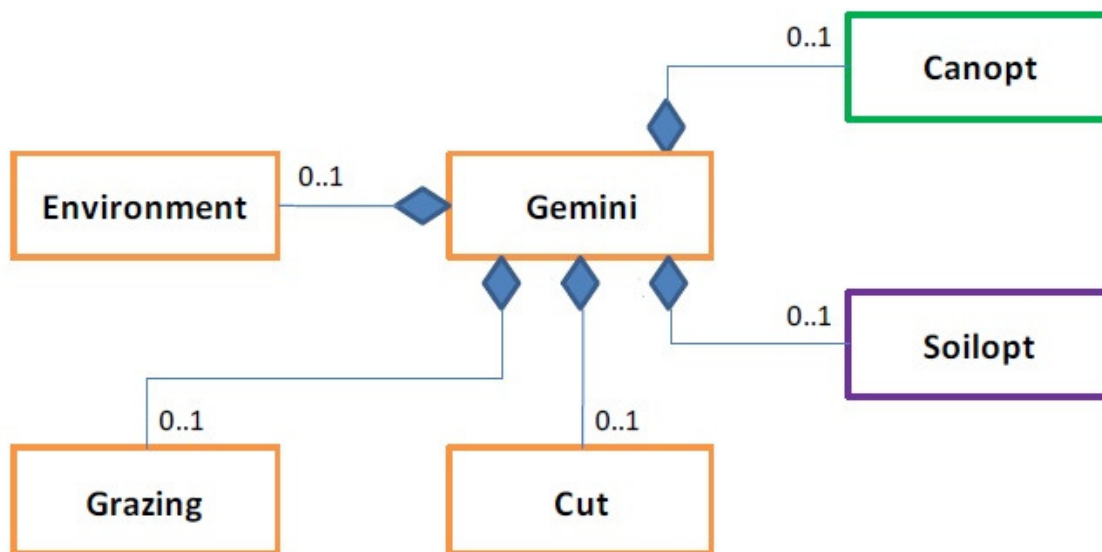 0..1
Canopt
0..1
Environment
Gemini
0..1
Soilopt
0..1
0..1
Grazing
Cut